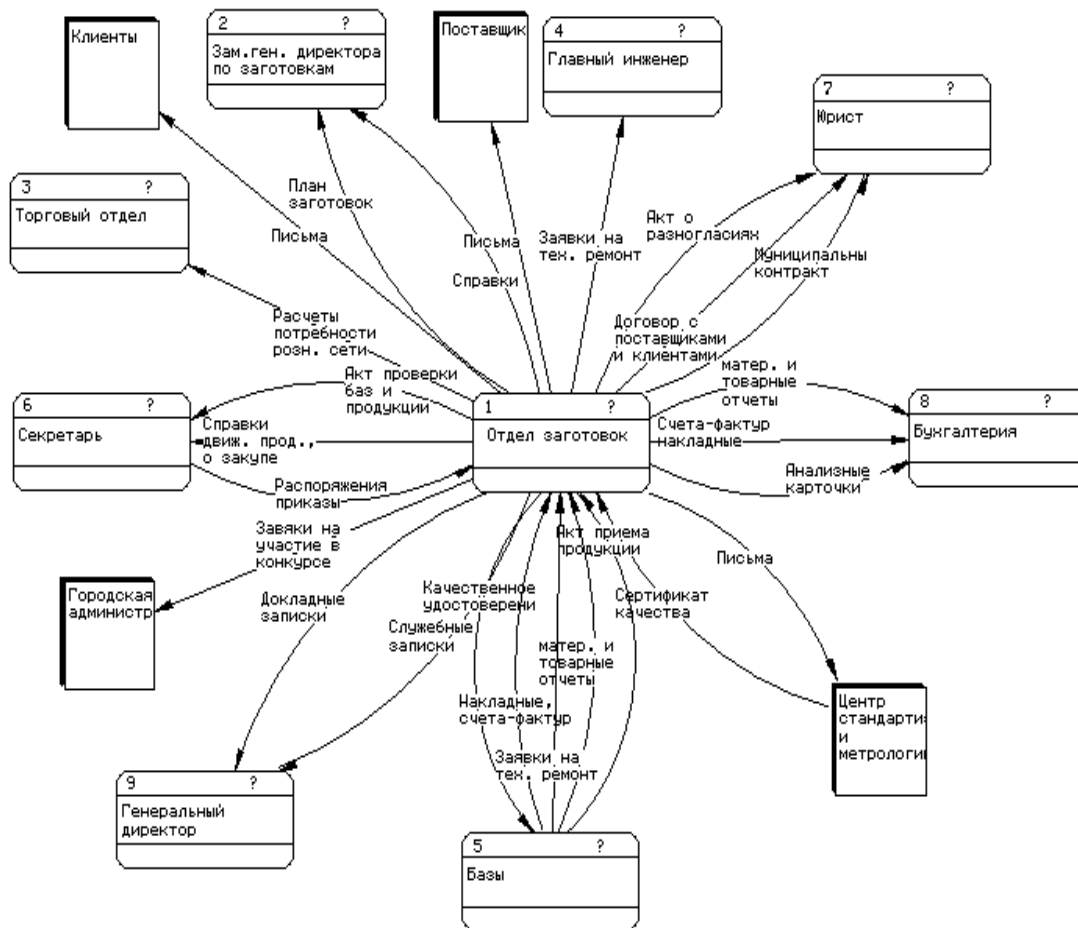 Клиенты
2 ?
Зам.ген. директора
по заготовкам
Поставщик
4 ?
Главный инженер
7 ?
Юрист
3 ?
Торговый отдел
План
заготовок
Письма
Письма
Справки
Заявки на
тех. ремонт
Акт о
разногласиях
Муниципальны
контракт
Расчеты
потребности
розн. сети
Договор с
поставщиками
и клиентами
матер. и
товарные
отчеты
Акт проверки
баз и
продукции
6 ?
Секретарь
Справки
движ. прод.,
о закупе
1 ?
Отдел заготовок
Счета-фактур
накладные
8 ?
Бухгалтерия
Распоряжения
приказы
Анализные
карточки
Завяки на
участие в
конкурсе
Акт приема
продукции
Письма
Городская
администр
Докладные
записки
Качественное
удостоверени
Служебные
записки
Сертификат
качества
матер. и
товарные
отчеты
Накладные,
счета-фактур
Центр
стандарти
и
метрологи
Заявки на
тех. ремонт
9 ?
Генеральный
директор
5 ?
Базы